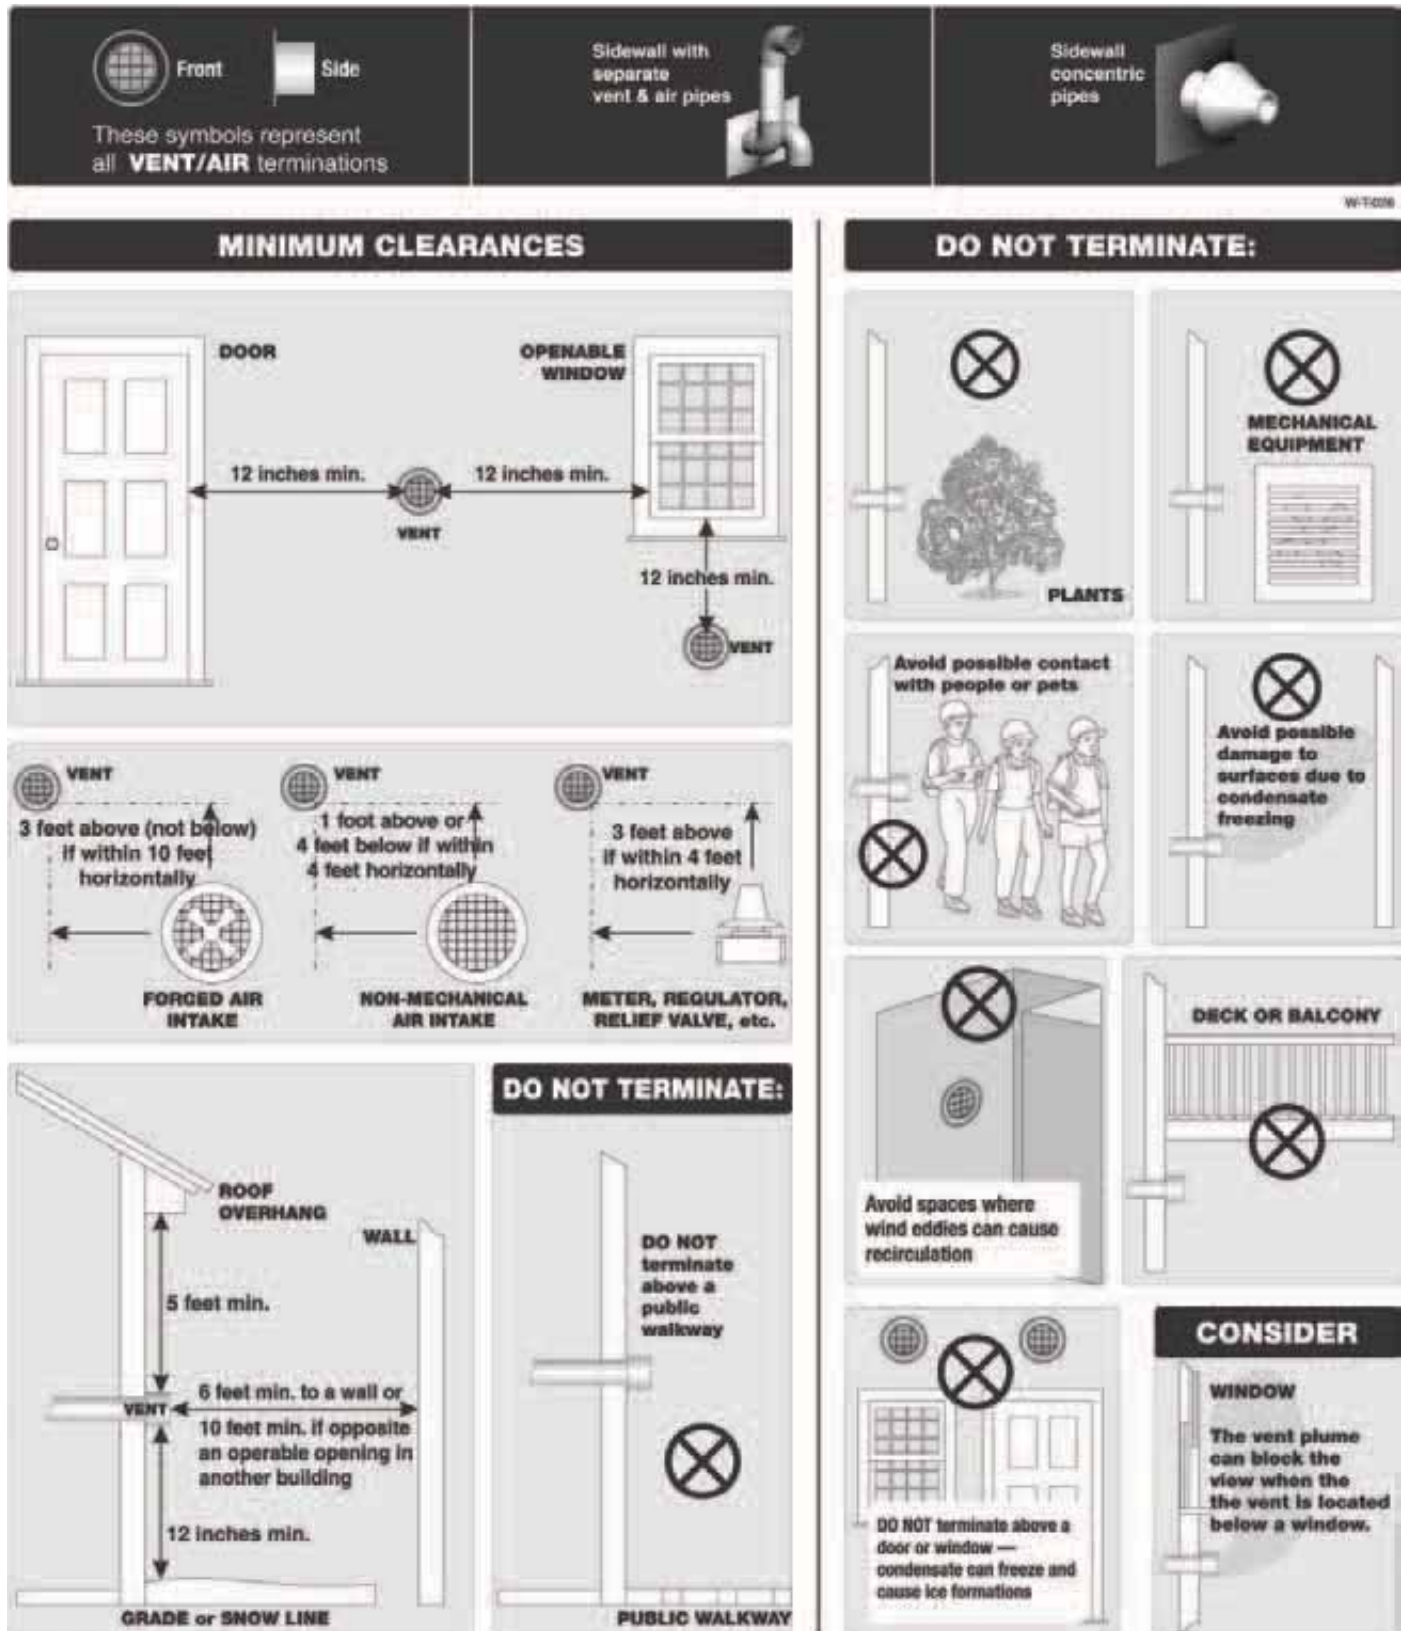 Front
Side
These symbols represent
all VENT/AIR terminations
Sidewall with
separate
vent & air pipes
Sidewall
concentric
pipes
MINIMUM CLEARANCES
DOOR
OPENABLE
WINDOW
12 inches min.
12 inches min.
VENT
12 inches min.
VENT
VENT
3 feet above (not below)
if within 10 feet
horizontally
FORCED AIR
INTAKE
VENT
1 foot above or
4 feet below if within
4 feet horizontally
NON-MECHANICAL
AIR INTAKE
VENT
3 feet above
if within 4 feet
horizontally
METER, REGULATOR,
RELIEF VALVE, etc.
ROOF
OVERHANG
WALL
5 feet min.
VENT
6 feet min. to a wall or
10 feet min. if opposite
an operable opening in
another building
12 inches min.
GRADE or SNOW LINE
DO NOT TERMINATE:
DO NOT
terminate
above a
public
walkway
PUBLIC WALKWAY
DO NOT TERMINATE:
PLANTS
MECHANICAL
EQUIPMENT
Avoid possible contact
with people or pets
Avoid possible
damage to
surfaces due to
condensate
freezing
Avoid spaces where
wind eddies can cause
recirculation
DECK OR BALCONY
DO NOT terminate above a
door or window —
condensate can freeze and
cause ice formations
CONSIDER
WINDOW
The vent plume
can block the
view when the
the vent is located
below a window.